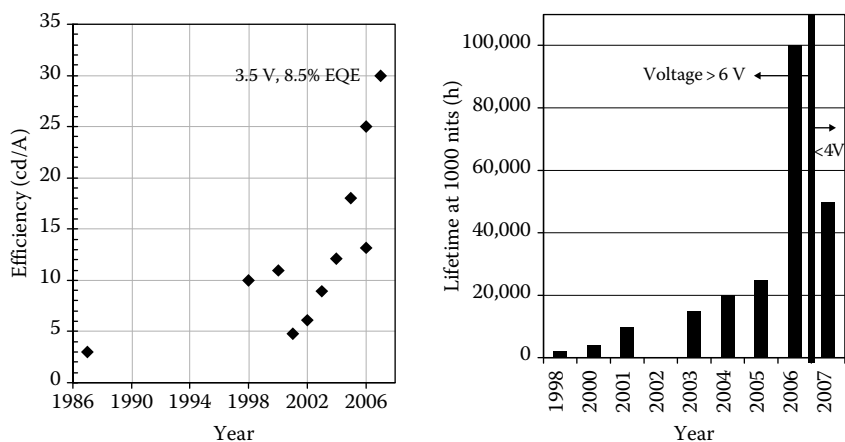 35
30
25
20
15
10
5
0
Efficiency (cd/A)
3.5 V, 8.5% EQE
1986 1990 1994 1998 2002 2006
Year
100,000
80,000
60,000
40,000
20,000
0
Lifetime at 1000 nits (h)
Voltage > 6 V
<4V
1998 2000 2001 2002 2003 2004 2005 2006 2007
Year